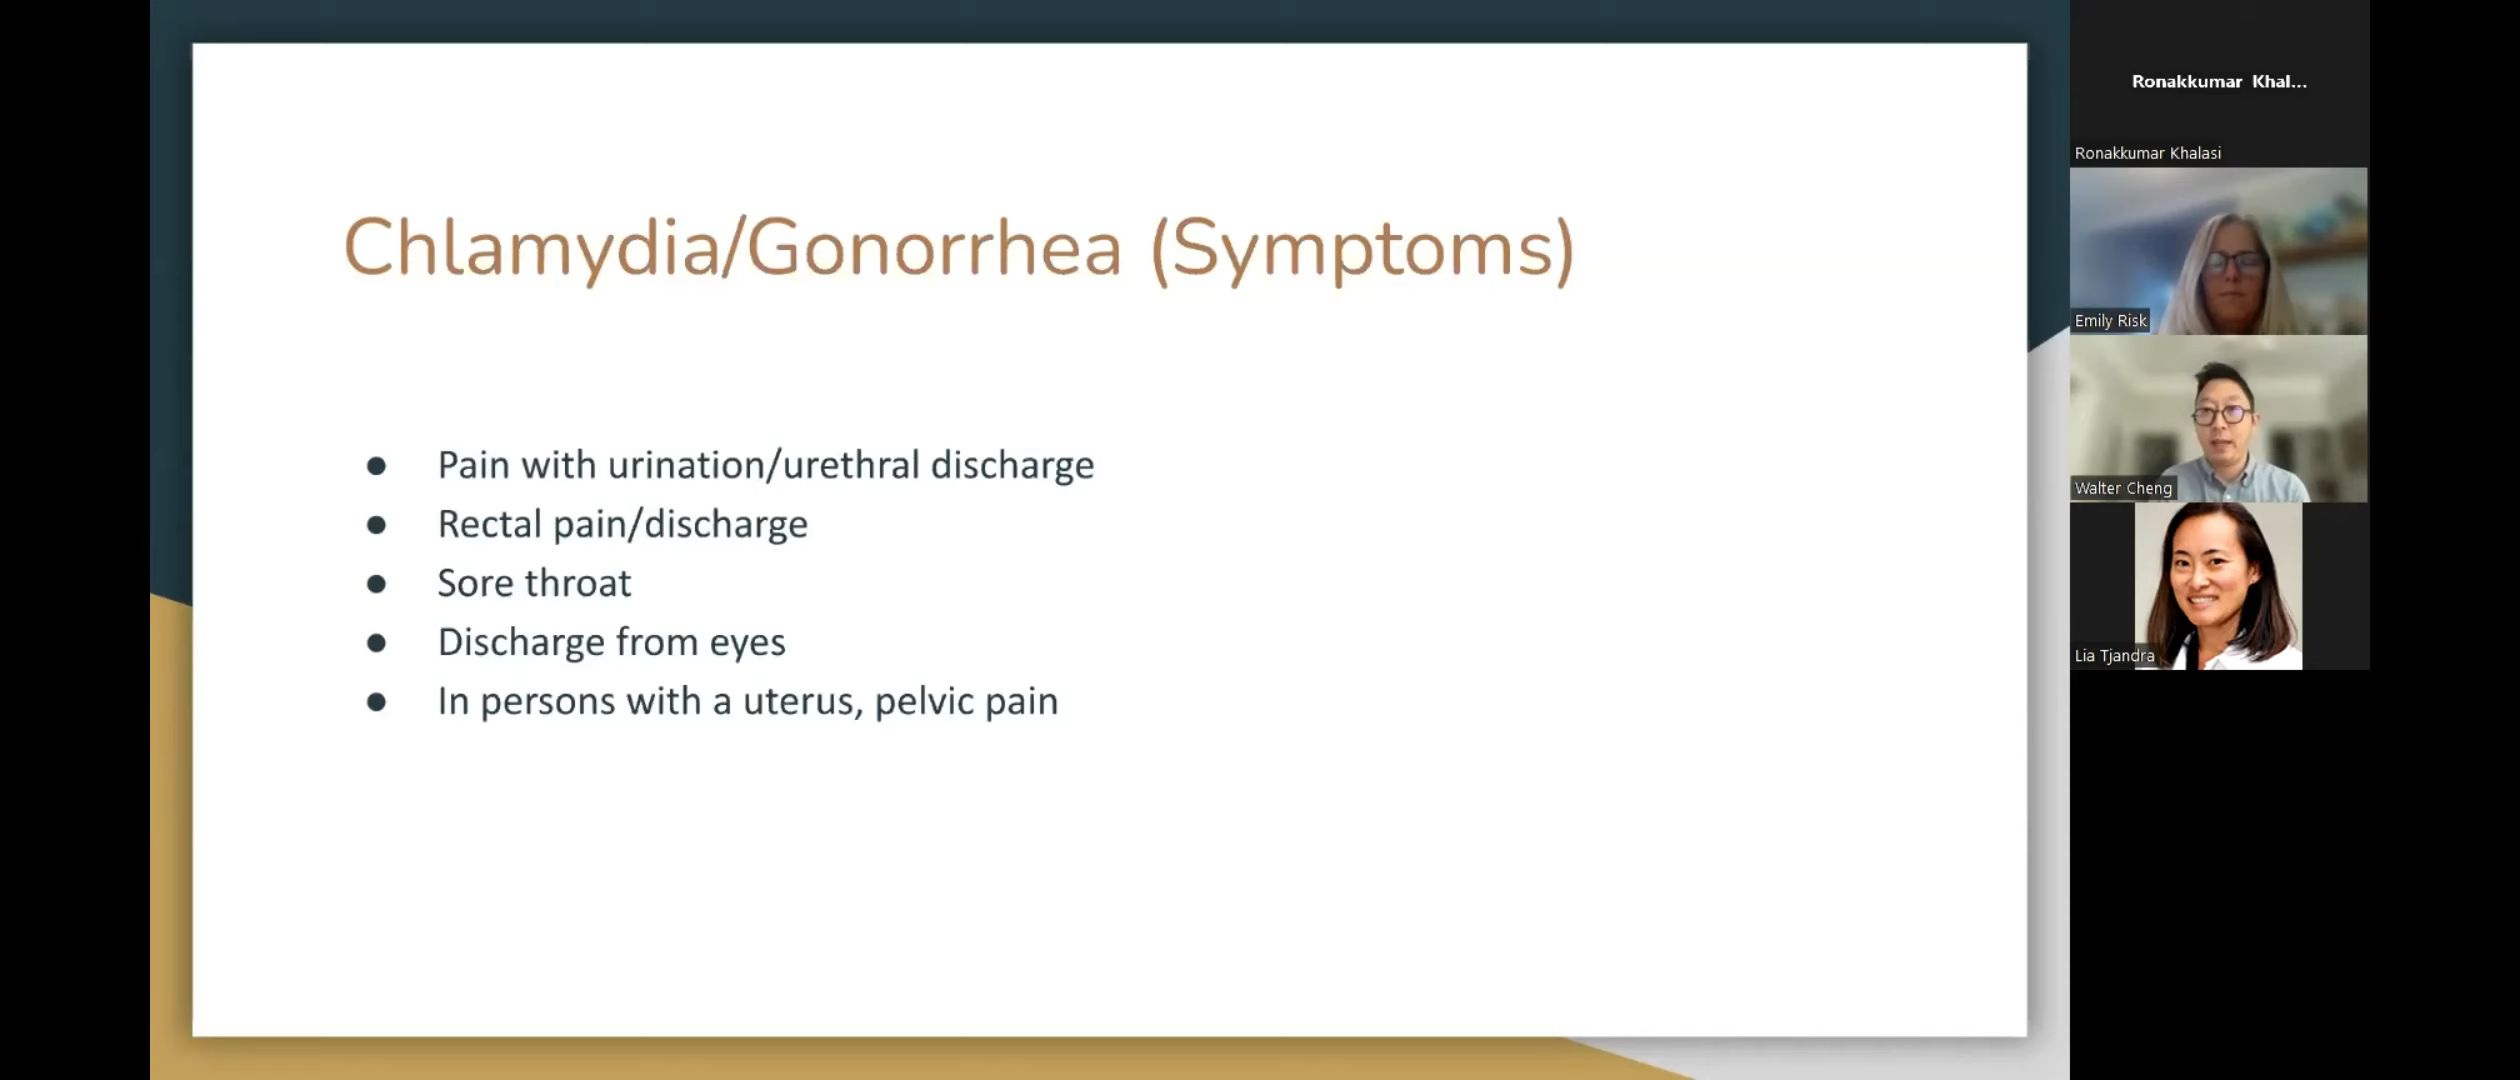 Chlamydia/Gonorrhea (Symptoms)
● Pain with urination/urethral discharge
● Rectal pain/discharge
● Sore throat
● Discharge from eyes
● In persons with a uterus, pelvic pain
Ronakkumar Khal...
Ronakkumar Khalasi
Emily Risk
Walter Cheng
Lia Tjandra